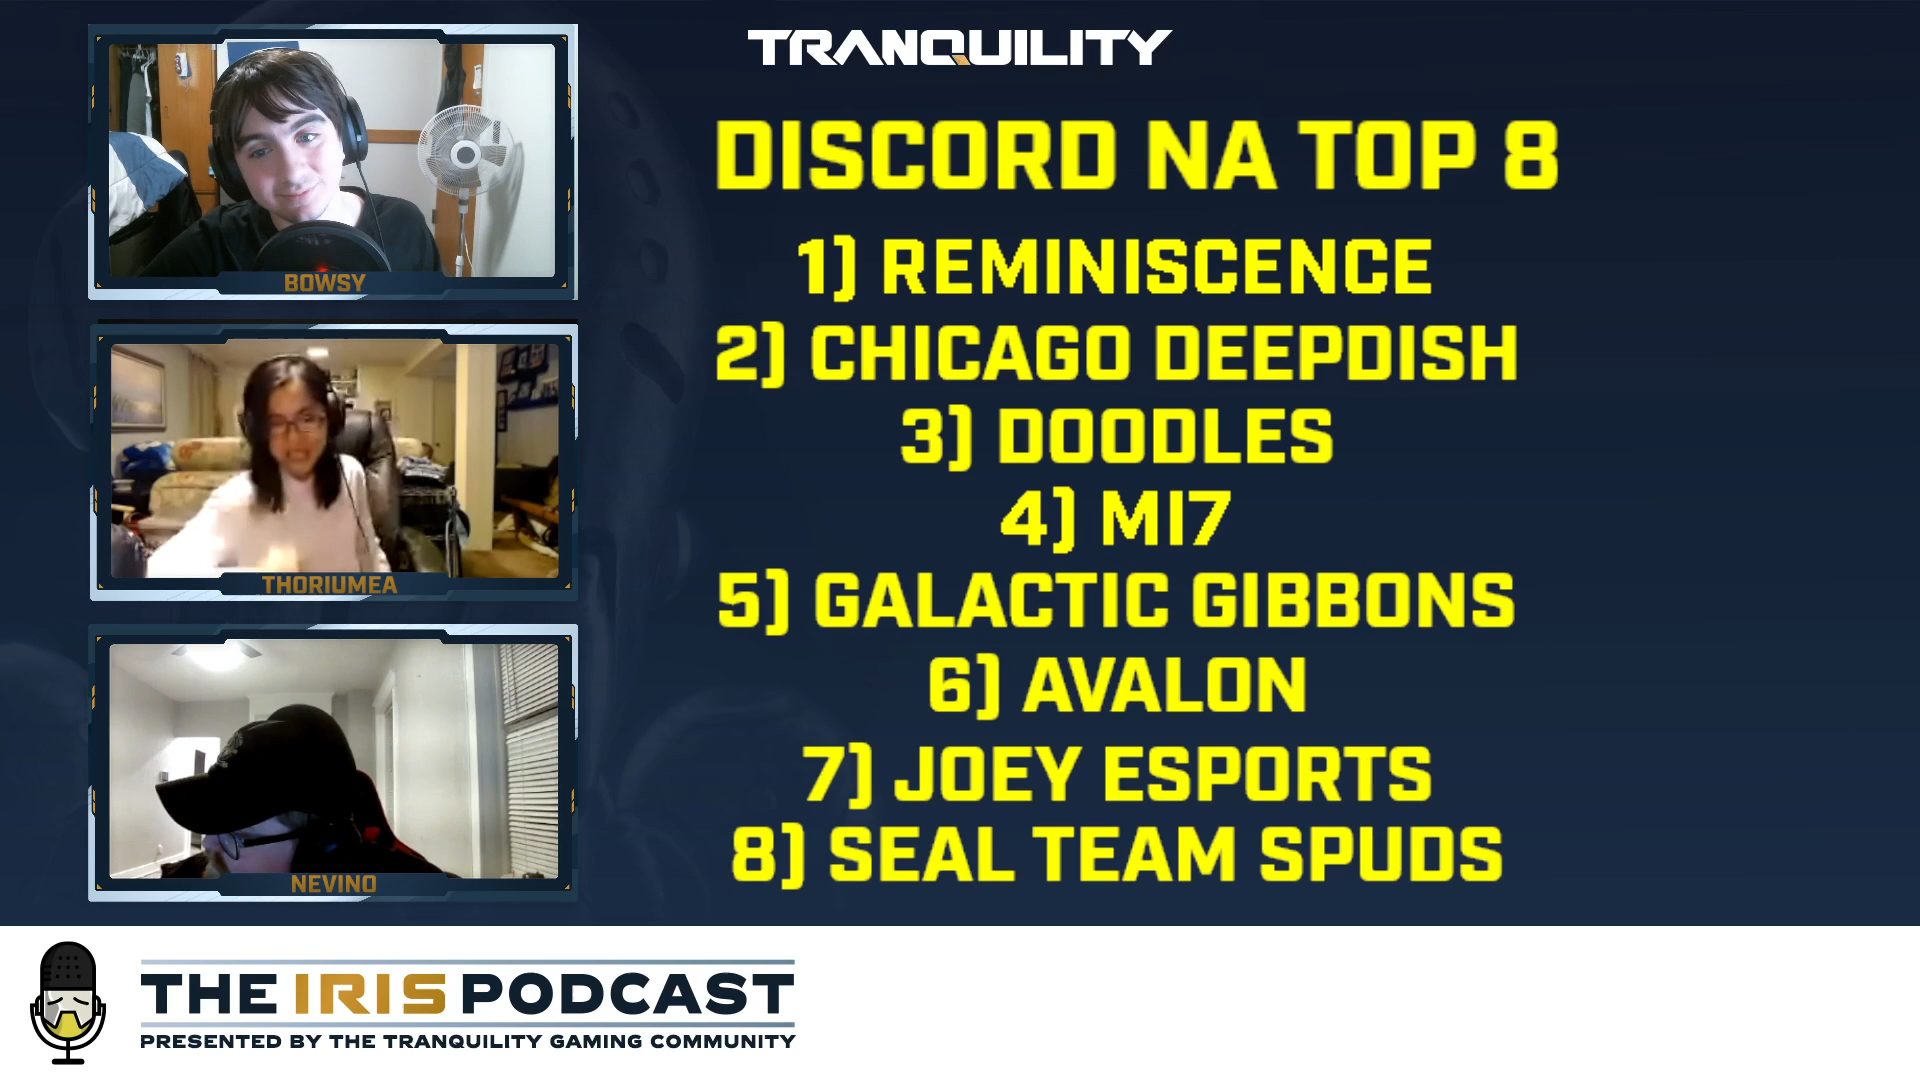 TRANQUILITY
DISCORD NA TOP 8
1) REMINISCENCE
2) CHICAGO DEEPDISH
3) DOODLES
4) MI7
5) GALACTIC GIBBONS
6) AVALON
7) JOEY ESPORTS
8) SEAL TEAM SPUDS
BOWSY
THORIUMEA
NEVINO
THE IRIS PODCAST
PRESENTED BY THE TRANQUILITY GAMING COMMUNITY